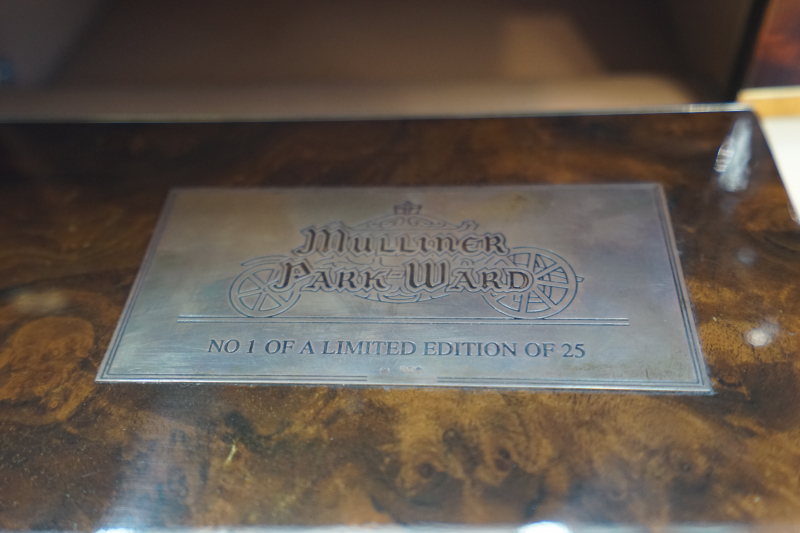 Mulliner
Park Ward
NO 1 OF A LIMITED EDITION OF 25